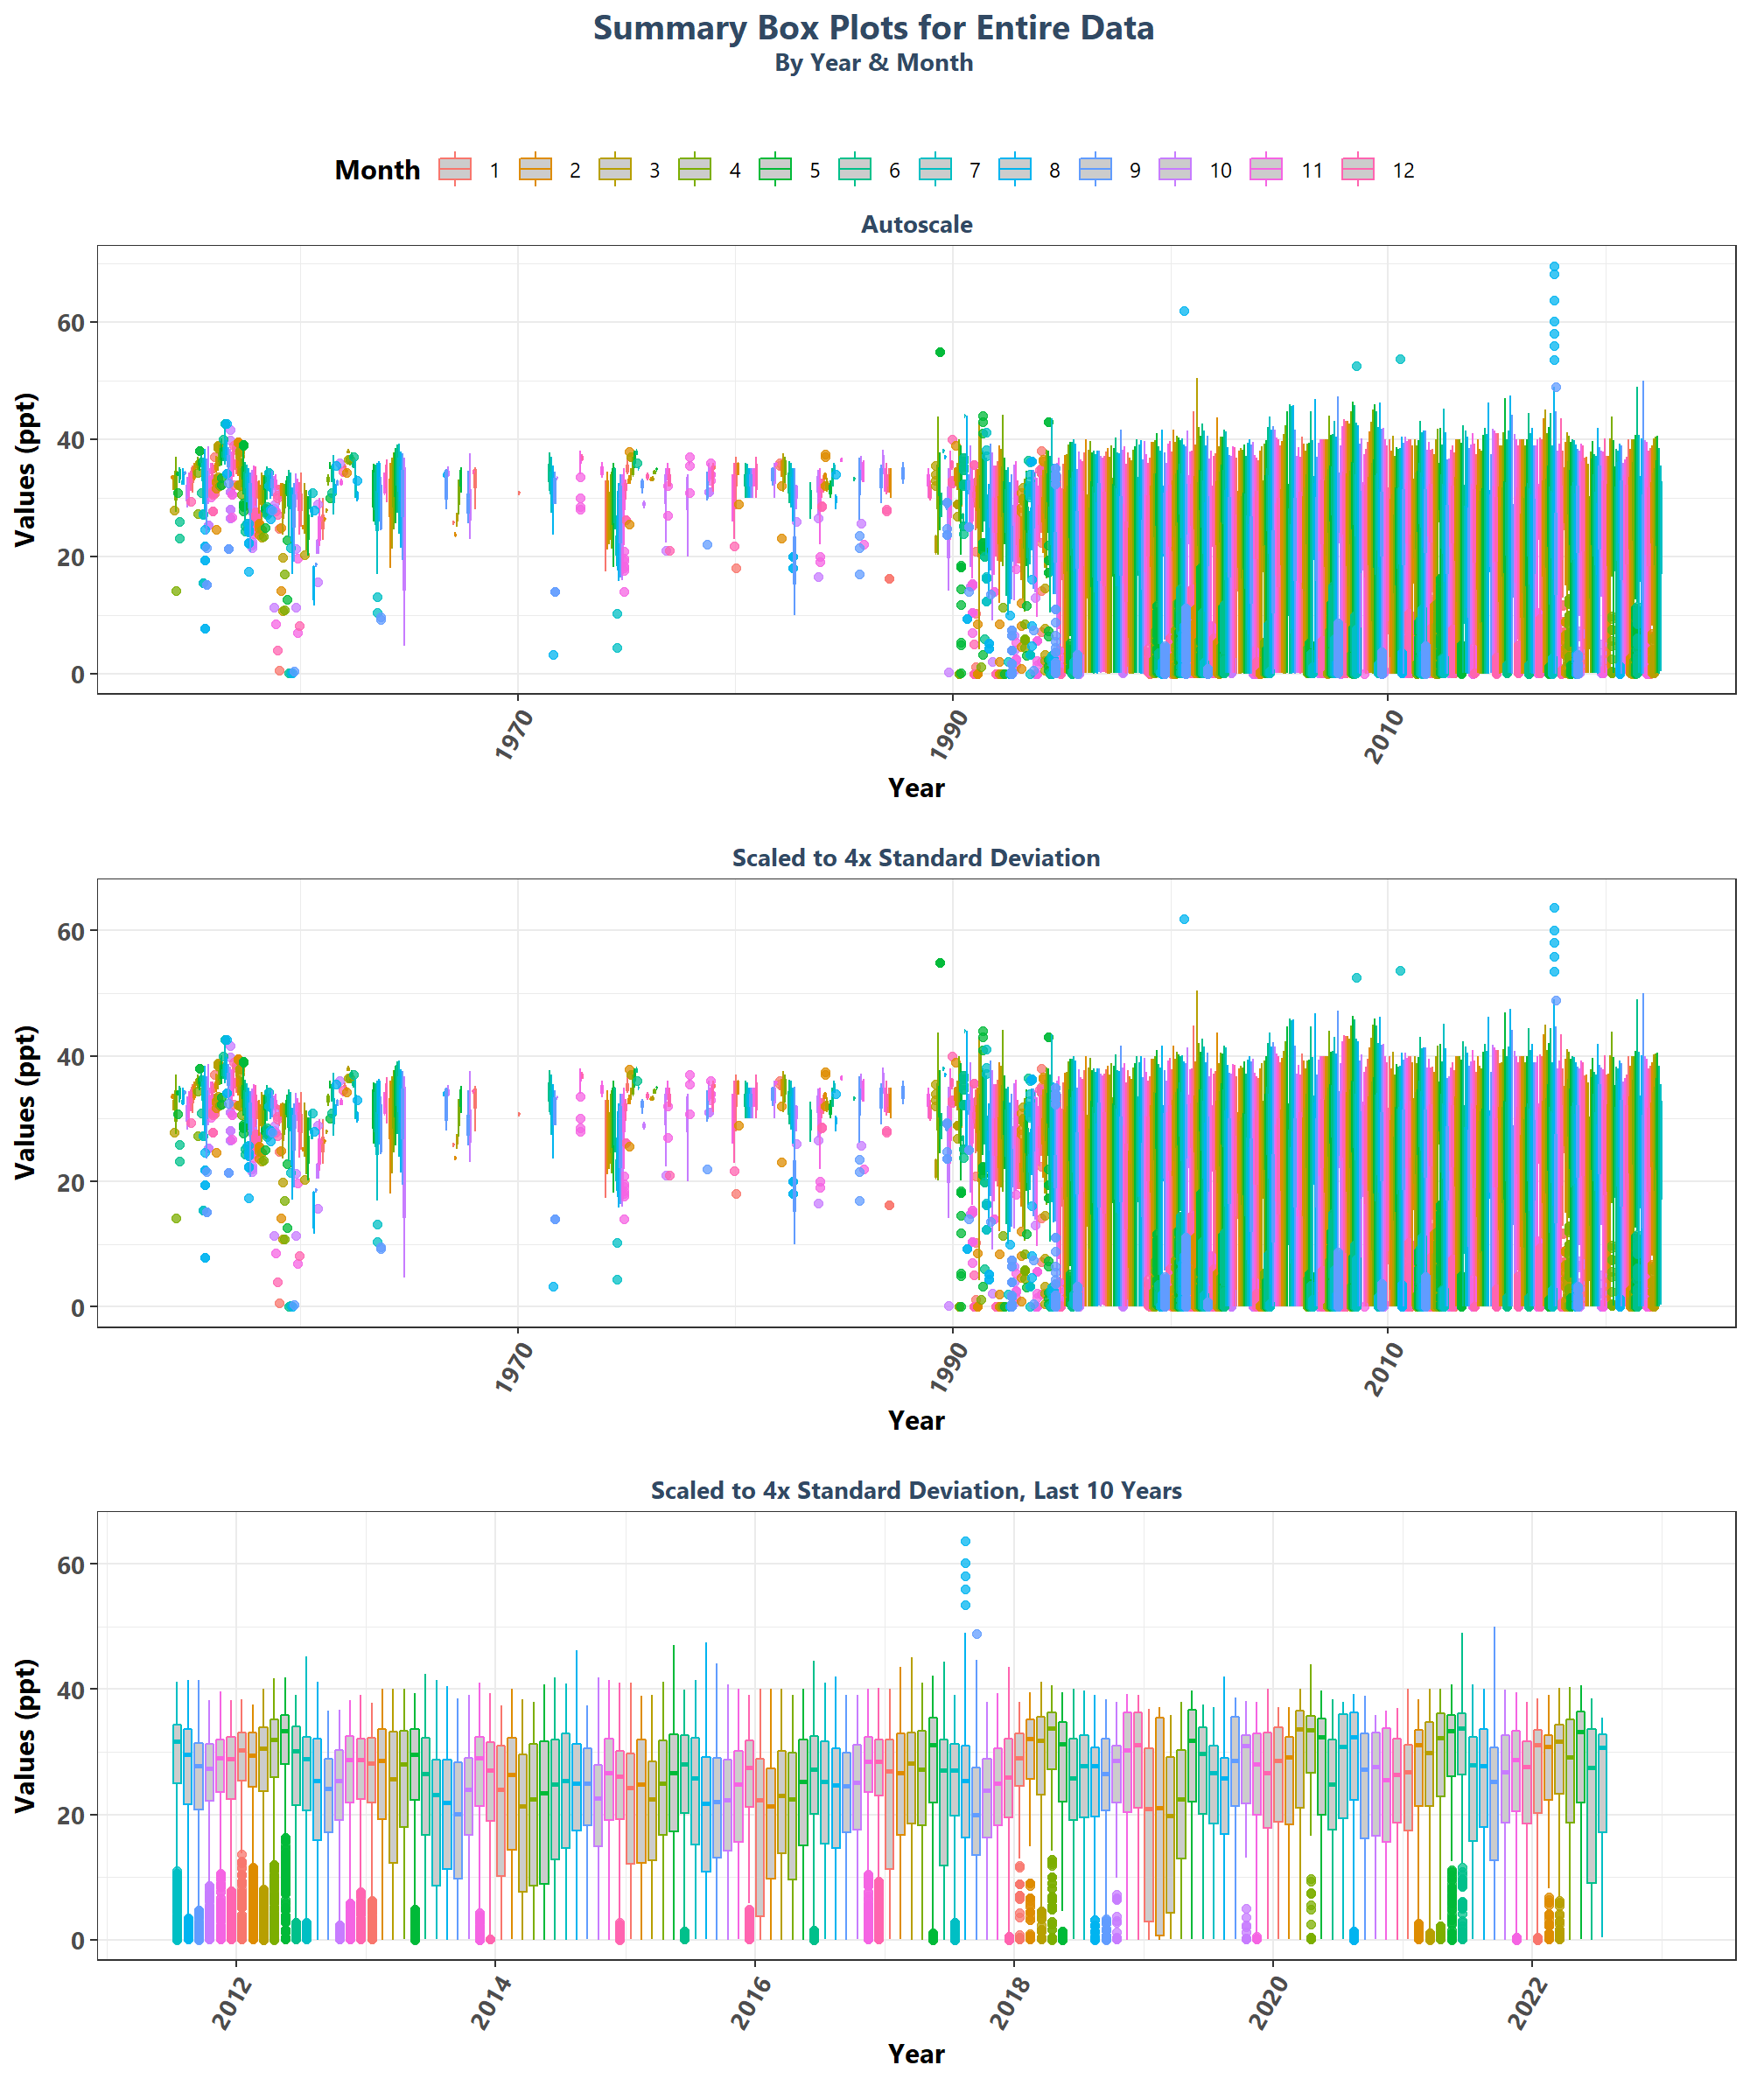 Summary Box Plots for Entire Data
By Year & Month
Month 1 2 3 4 5 6 7 8 9 10 11 12
Autoscale
Values (ppt)
60
40
20
0
1970 1990 2010
Year
Scaled to 4x Standard Deviation
Values (ppt)
60
40
20
0
1970 1990 2010
Year
Scaled to 4x Standard Deviation, Last 10 Years
Values (ppt)
60
40
20
0
2012 2014 2016 2018 2020 2022
Year